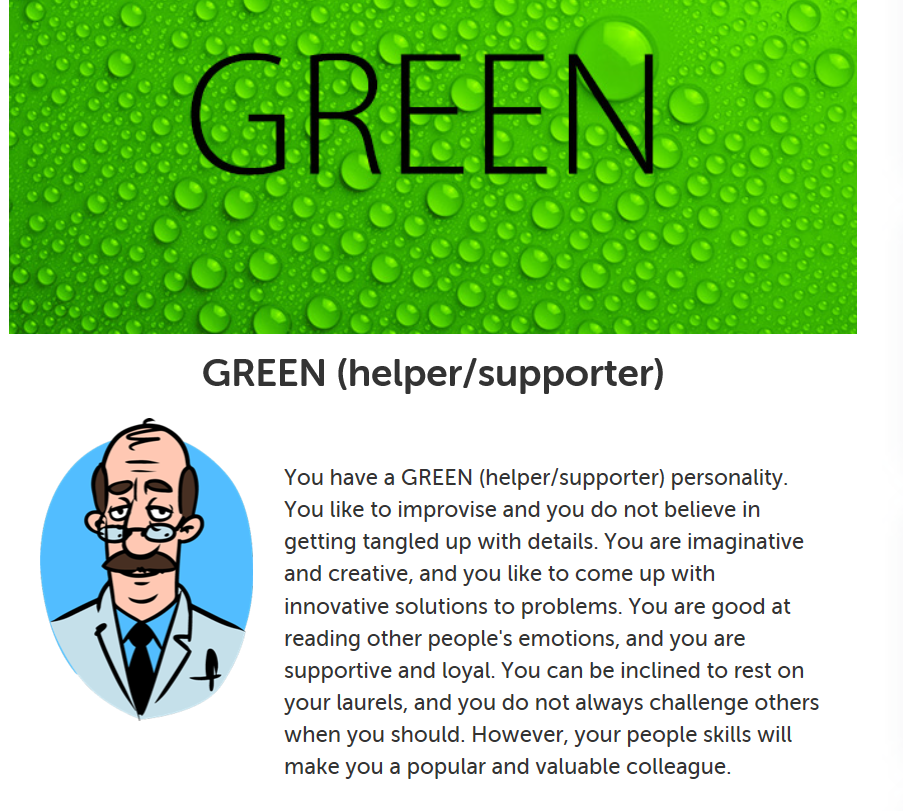 GREEN
GREEN (helper/supporter)
You have a GREEN (helper/supporter) personality.
You like to improvise and you do not believe in
getting tangled up with details. You are imaginative
and creative, and you like to come up with
innovative solutions to problems. You are good at
reading other people's emotions, and you are
supportive and loyal. You can be inclined to rest on
your laurels, and you do not always challenge others
when you should. However, your people skills will
make you a popular and valuable colleague.